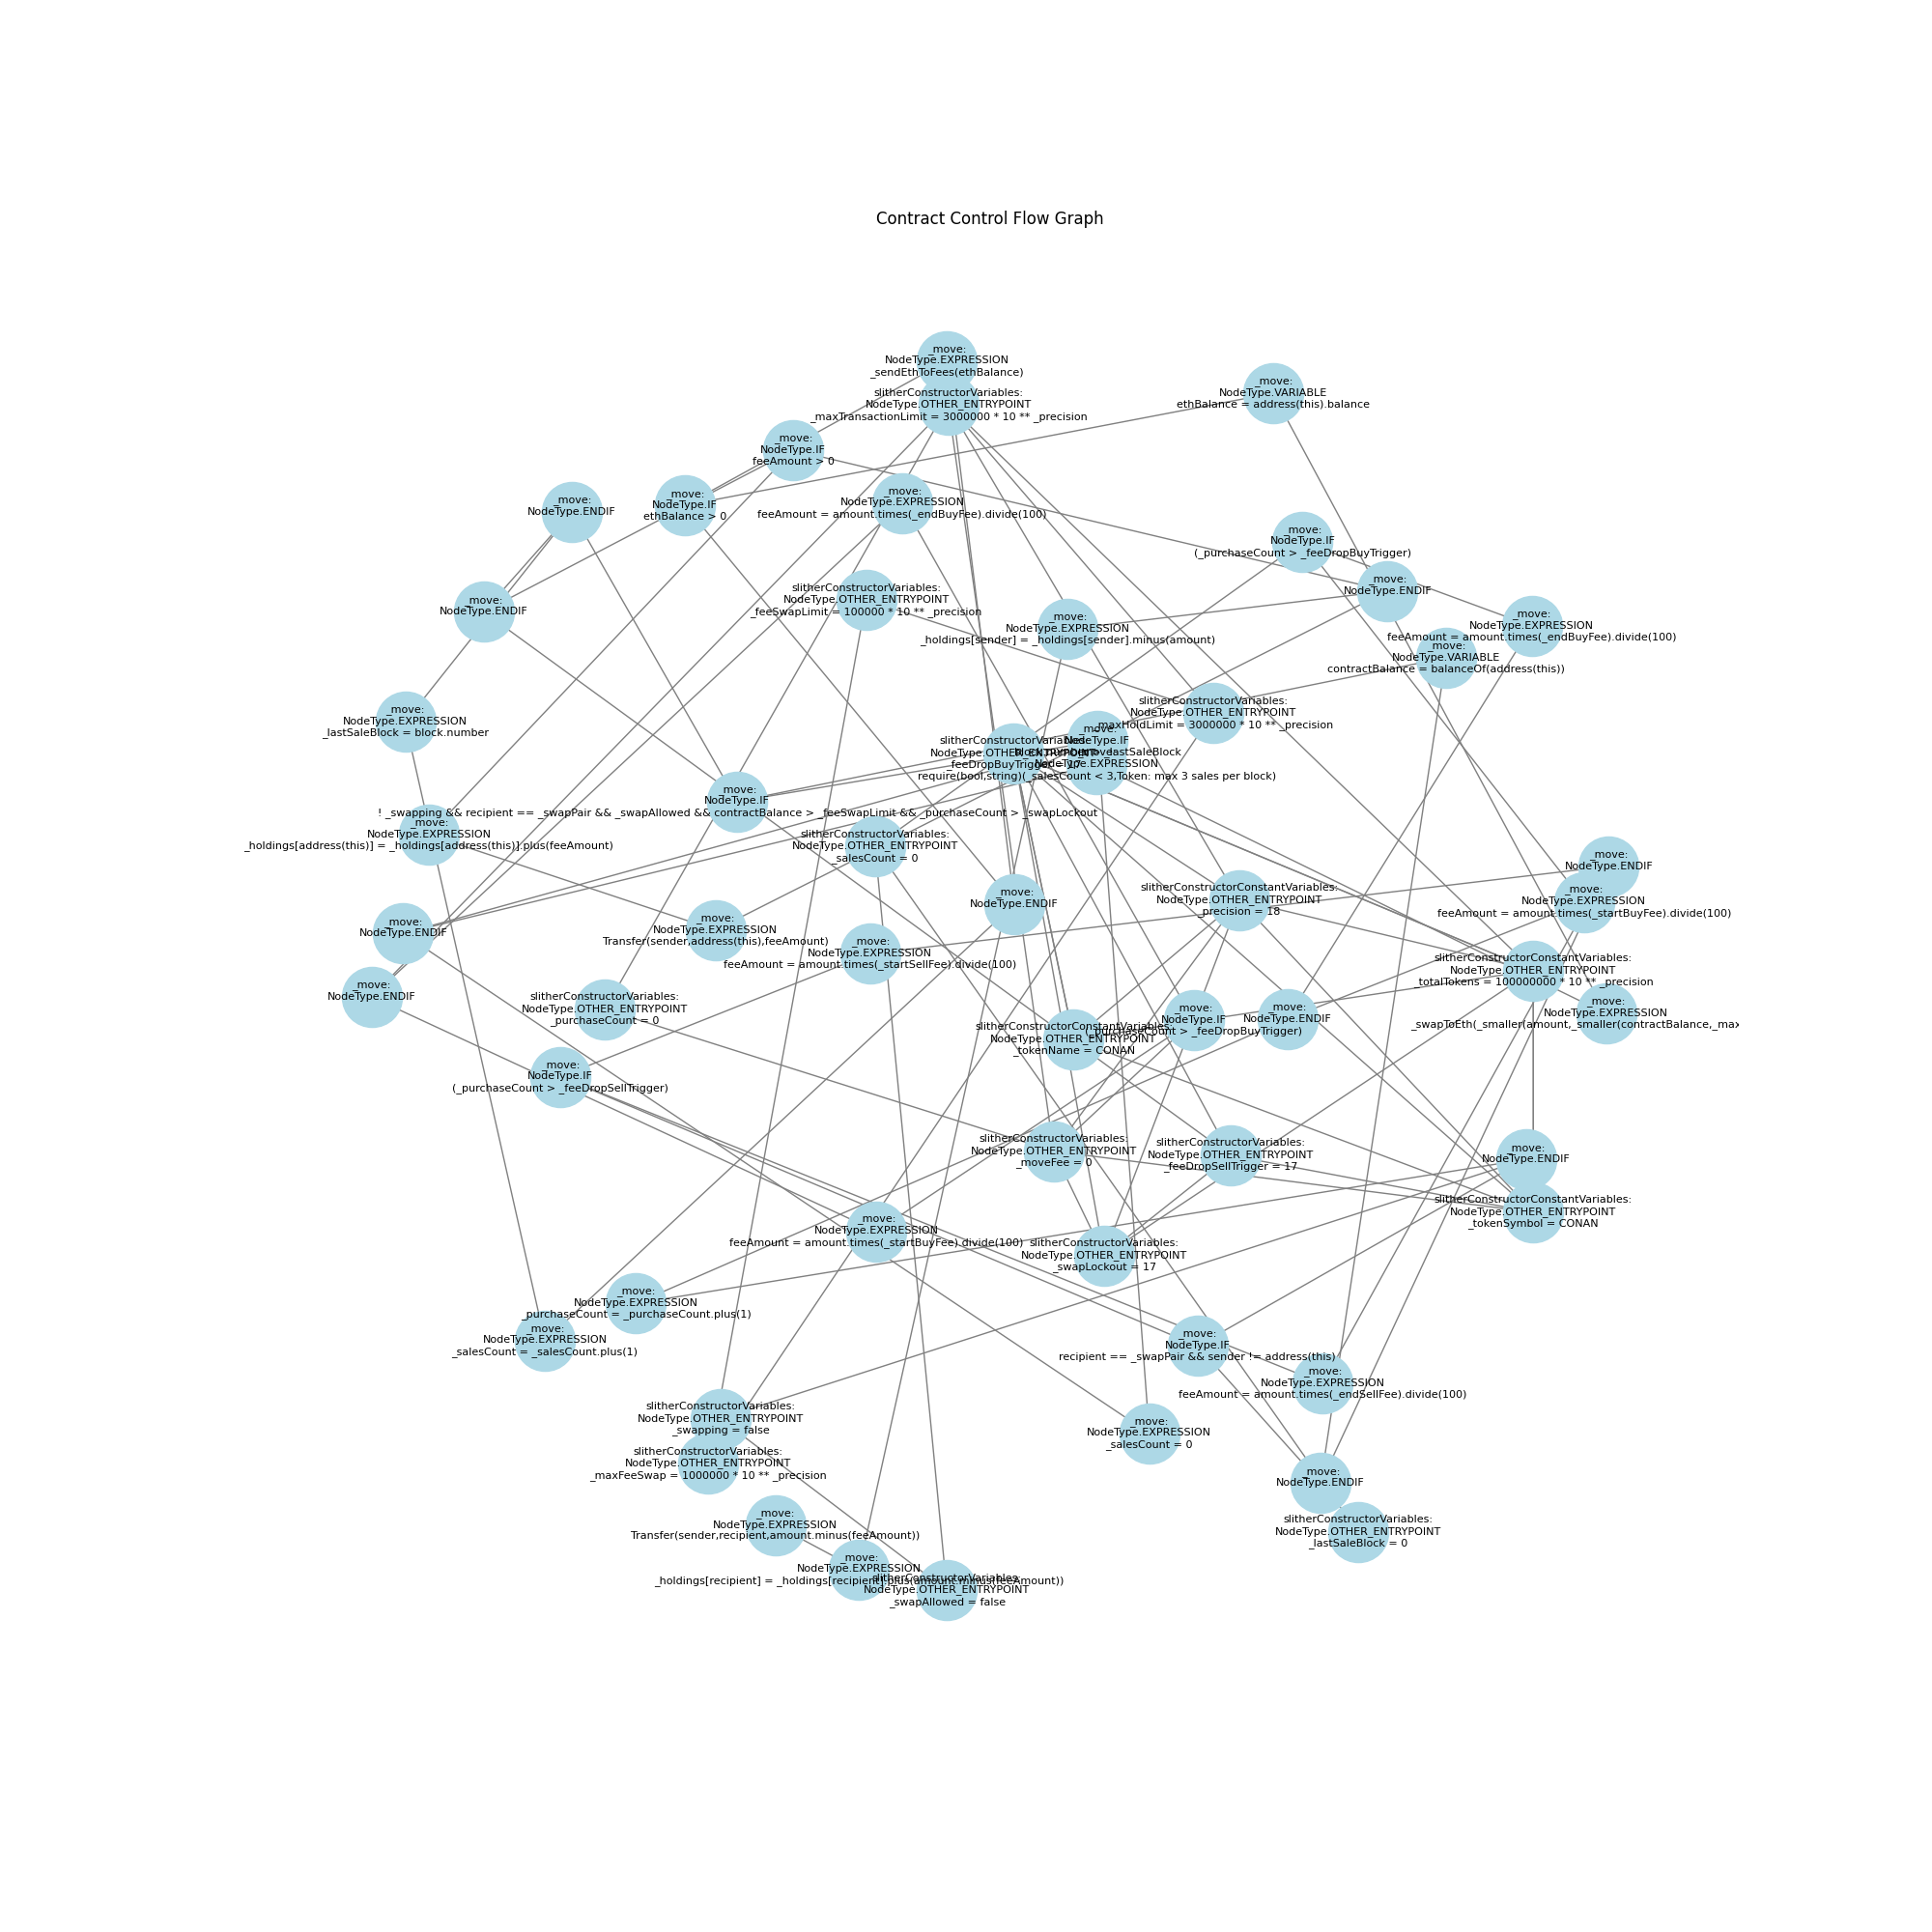 Contract Control Flow Graph
_move:
NodeType.EXPRESSION
_sendEthToFees(ethBalance)
slitherConstructorVariables:
NodeType.OTHER_ENTRYPOINT
_maxTransactionLimit = 3000000 * 10 ** _precision
_move:
NodeType.VARIABLE
ethBalance = address(this).balance
_move:
NodeType.IF
feeAmount > 0
_move:
NodeType.IF
ethBalance > 0
_move:
NodeType.EXPRESSION
feeAmount = amount.times(_endBuyFee).divide(100)
_move:
NodeType.ENDIF
_move:
NodeType.IF
(_purchaseCount > _feeDropBuyTrigger)
_move:
NodeType.ENDIF
slitherConstructorVariables:
NodeType.OTHER_ENTRYPOINT
_feeSwapLimit = 100000 * 10 ** _precision
_move:
NodeType.ENDIF
_move:
NodeType.EXPRESSION
_holdings[sender] = _holdings[sender].minus(amount)
_move:
NodeType.EXPRESSION
feeAmount = amount.times(_endBuyFee).divide(100)
_move:
NodeType.VARIABLE
contractBalance = balanceOf(address(this))
_move:
NodeType.EXPRESSION
_lastSaleBlock = block.number
slitherConstructorVariables:
NodeType.OTHER_ENTRYPOINT
_maxHoldLimit = 3000000 * 10 ** _precision
slitherConstructorVariables:
NodeType.OTHER_ENTRYPOINT
_feeDropBuyTrigger = 17
_move:
NodeType.IF
NodeType.EXPRESSION
require(bool,string)(_salesCount < 3,Token: max 3 sales per block)
_move:
NodeType.IF
! _swapping && recipient == _swapPair && _swapAllowed && contractBalance > _feeSwapLimit && _purchaseCount > _swapLockout
_move:
NodeType.EXPRESSION
_holdings[address(this)] = _holdings[address(this)].plus(feeAmount)
slitherConstructorVariables:
NodeType.OTHER_ENTRYPOINT
_salesCount = 0
_move:
NodeType.ENDIF
_move:
NodeType.EXPRESSION
feeAmount = amount.times(_startBuyFee).divide(100)
slitherConstructorConstantVariables:
NodeType.OTHER_ENTRYPOINT
_precision = 18
_move:
NodeType.ENDIF
_move:
NodeType.ENDIF
_move:
NodeType.EXPRESSION
Transfer(sender,address(this),feeAmount)
_move:
NodeType.EXPRESSION
feeAmount = amount.times(_startSellFee).divide(100)
slitherConstructorConstantVariables:
NodeType.OTHER_ENTRYPOINT
_totalTokens = 100000000 * 10 ** _precision
_move:
NodeType.ENDIF
slitherConstructorVariables:
NodeType.OTHER_ENTRYPOINT
_purchaseCount = 0
_move:
NodeType.EXPRESSION
_swapToEth(_smaller(amount,_smaller(contractBalance,_max
slitherConstructorConstantVariables:
NodeType.OTHER_ENTRYPOINT
_tokenName = CONAN
_move:
NodeType.IF
(_purchaseCount > _feeDropBuyTrigger)
_move:
NodeType.ENDIF
_move:
NodeType.IF
(_purchaseCount > _feeDropSellTrigger)
slitherConstructorVariables:
NodeType.OTHER_ENTRYPOINT
_moveFee = 0
slitherConstructorVariables:
NodeType.OTHER_ENTRYPOINT
_feeDropSellTrigger = 17
_move:
NodeType.ENDIF
slitherConstructorConstantVariables:
NodeType.OTHER_ENTRYPOINT
_tokenSymbol = CONAN
_move:
NodeType.EXPRESSION
feeAmount = amount.times(_startBuyFee).divide(100)
slitherConstructorVariables:
NodeType.OTHER_ENTRYPOINT
_swapLockout = 17
_move:
NodeType.EXPRESSION
_purchaseCount = _purchaseCount.plus(1)
_move:
NodeType.EXPRESSION
_salesCount = _salesCount.plus(1)
_move:
NodeType.IF
recipient == _swapPair && sender != address(this)
_move:
NodeType.EXPRESSION
feeAmount = amount.times(_endSellFee).divide(100)
slitherConstructorVariables:
NodeType.OTHER_ENTRYPOINT
_swapping = false
_move:
NodeType.EXPRESSION
_salesCount = 0
slitherConstructorVariables:
NodeType.OTHER_ENTRYPOINT
_maxFeeSwap = 1000000 * 10 ** _precision
_move:
NodeType.ENDIF
_move:
NodeType.EXPRESSION
Transfer(sender,recipient,amount.minus(feeAmount))
slitherConstructorVariables:
NodeType.OTHER_ENTRYPOINT
_lastSaleBlock = 0
_move:
NodeType.EXPRESSION
_holdings[recipient] = _holdings[recipient].plus(amount.minus(feeAmount))
slitherConstructorVariables:
NodeType.OTHER_ENTRYPOINT
_swapAllowed = false